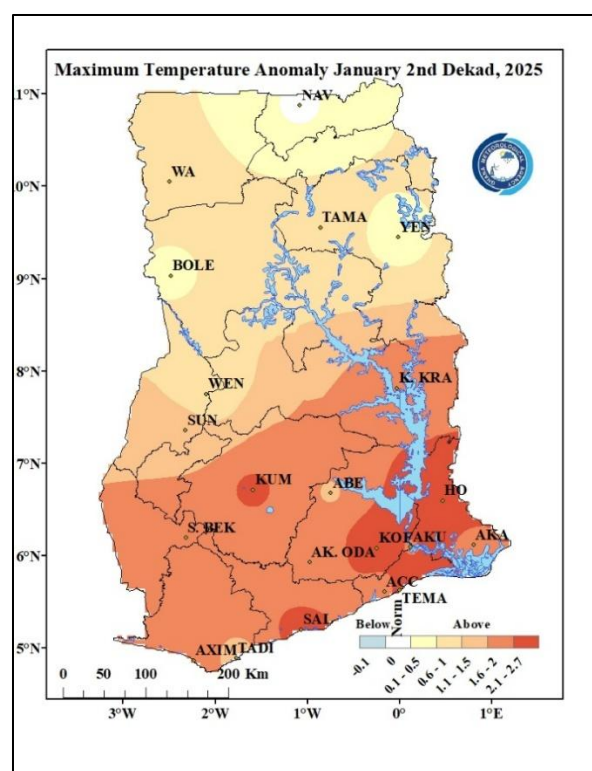 Maximum Temperature Anomaly January 2nd Dekad, 2025
1°N
NAV
0°N
WA
TAMA
YEN
9°N
BOLE
8°N
WEN
K. KRA
SUN
7°N
KUM
ABE
HO
S. BEK
KOF
AKU
AKA
6°N
AK. ODA
ACC
TEMA
SAL
Below
Norm
Above
5°N
AXIM
TADI
-0.1
0
0.1 - 0.5
0.6 - 1
1.1 - 1.5
1.6 - 2
2.1 - 2.7
0 100 200 Km
3°W 2°W 1°W 0° 1°E